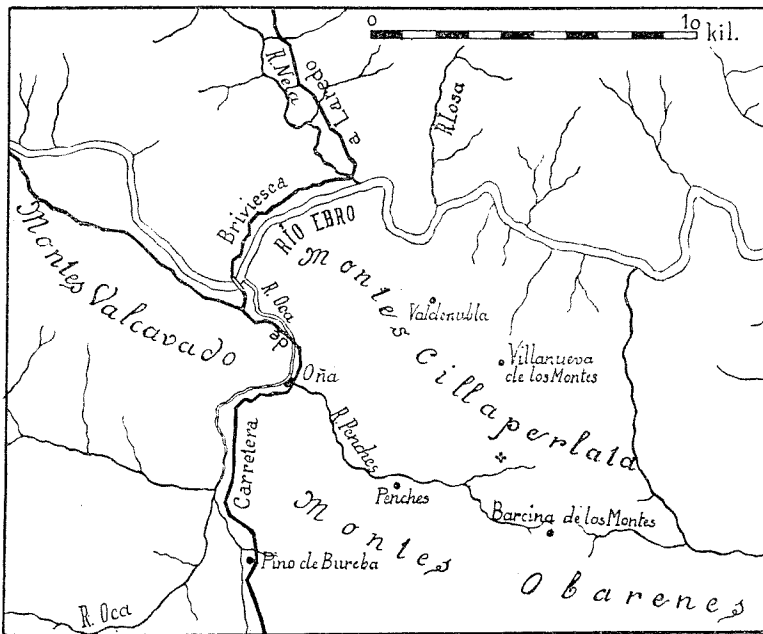 0 10 kil.
R. Nela
a Laredo
R. Losa
Briviesca
RÍO EBRO
Montes Valcavado
Montes Cillaperlata
R. Oca
de
Valdenubla
Villanueva
de los Montes
Oña
R. Penches
Carretera
Penches
Montes Obarenes
Barcina de los Montes
Pino de Bureba
R. Oca